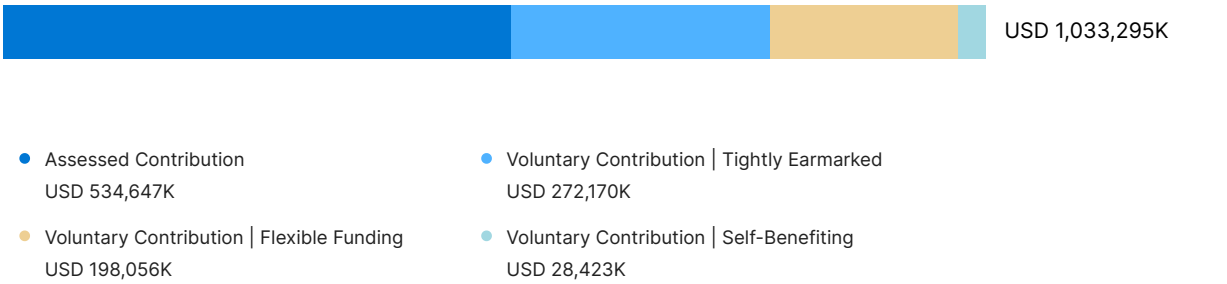 USD 1,033,295K
Assessed Contribution
USD 534,647K
Voluntary Contribution | Tightly Earmarked
USD 272,170K
Voluntary Contribution | Flexible Funding
USD 198,056K
Voluntary Contribution | Self-Benefiting
USD 28,423K